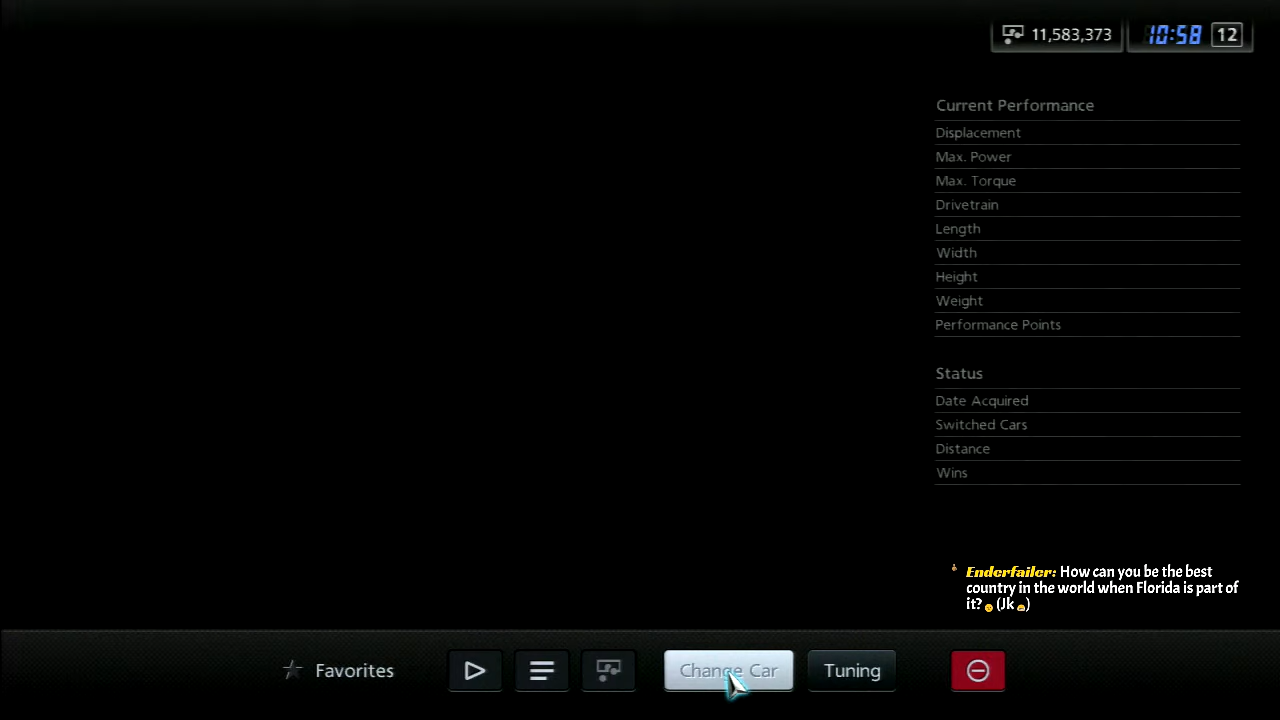 11,583,373
10:58 12
Current Performance
Displacement
Max. Power
Max. Torque
Drivetrain
Length
Width
Height
Weight
Performance Points
Status
Date Acquired
Switched Cars
Distance
Wins
Enderfailer: How can you be the best
country in the world when Florida is part of
it? (Jk )
Favorites
Change Car
Tuning